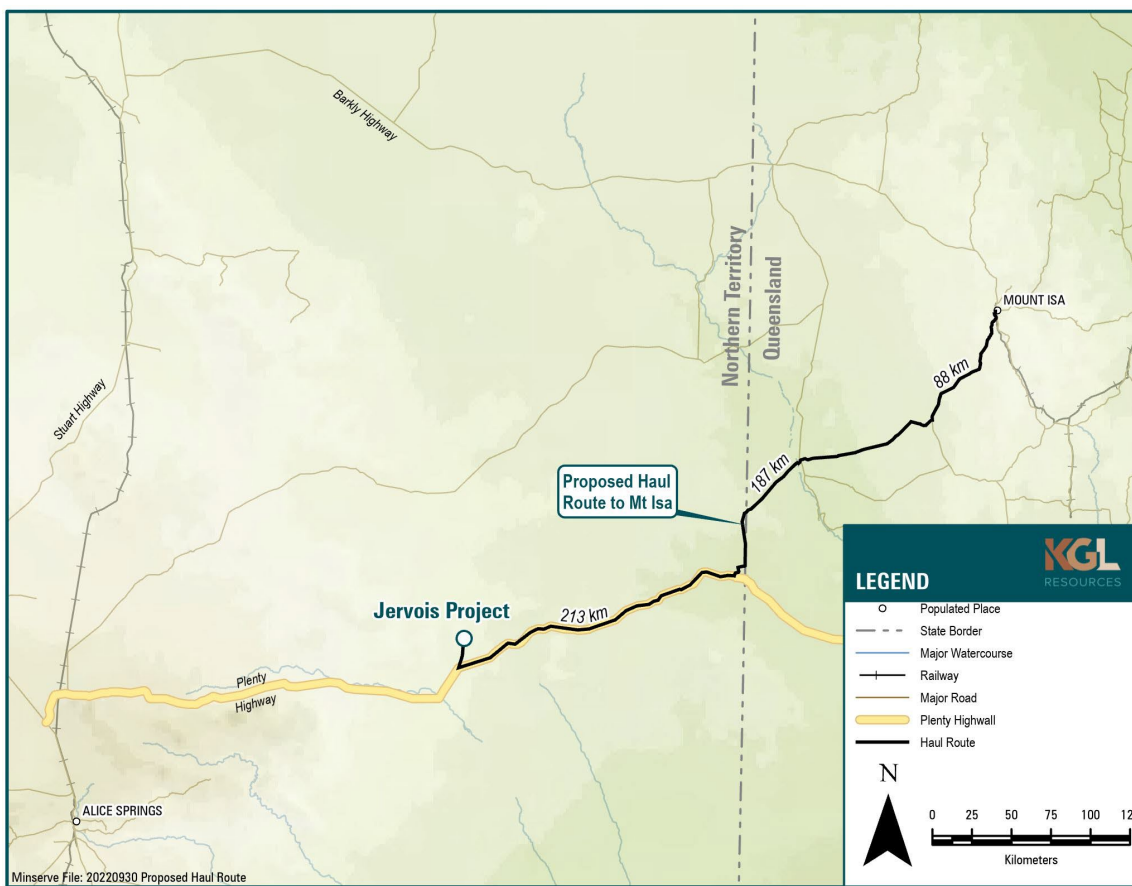 Barkly Highway
Northern Territory
Queensland
MOUNT ISA
88 km
Stuart Highway
187 km
Proposed Haul
Route to Mt Isa
Jervois Project
213 km
Plenty
Highway
ALICE SPRINGS
KGL
RESOURCES
LEGEND
Populated Place
State Border
Major Watercourse
Railway
Major Road
Plenty Highwall
Haul Route
N
0 25 50 75 100 12
Kilometers
Minserve File: 20220930 Proposed Haul Route